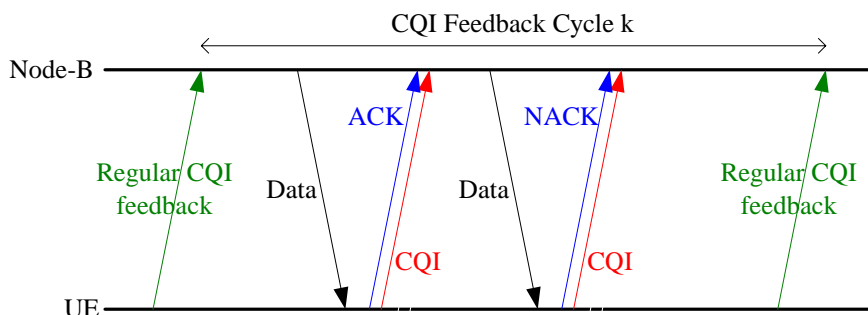 CQI Feedback Cycle k
Node-B
ACK
NACK
Regular CQI
feedback
Data
Data
Regular CQI
feedback
CQI
CQI
UE